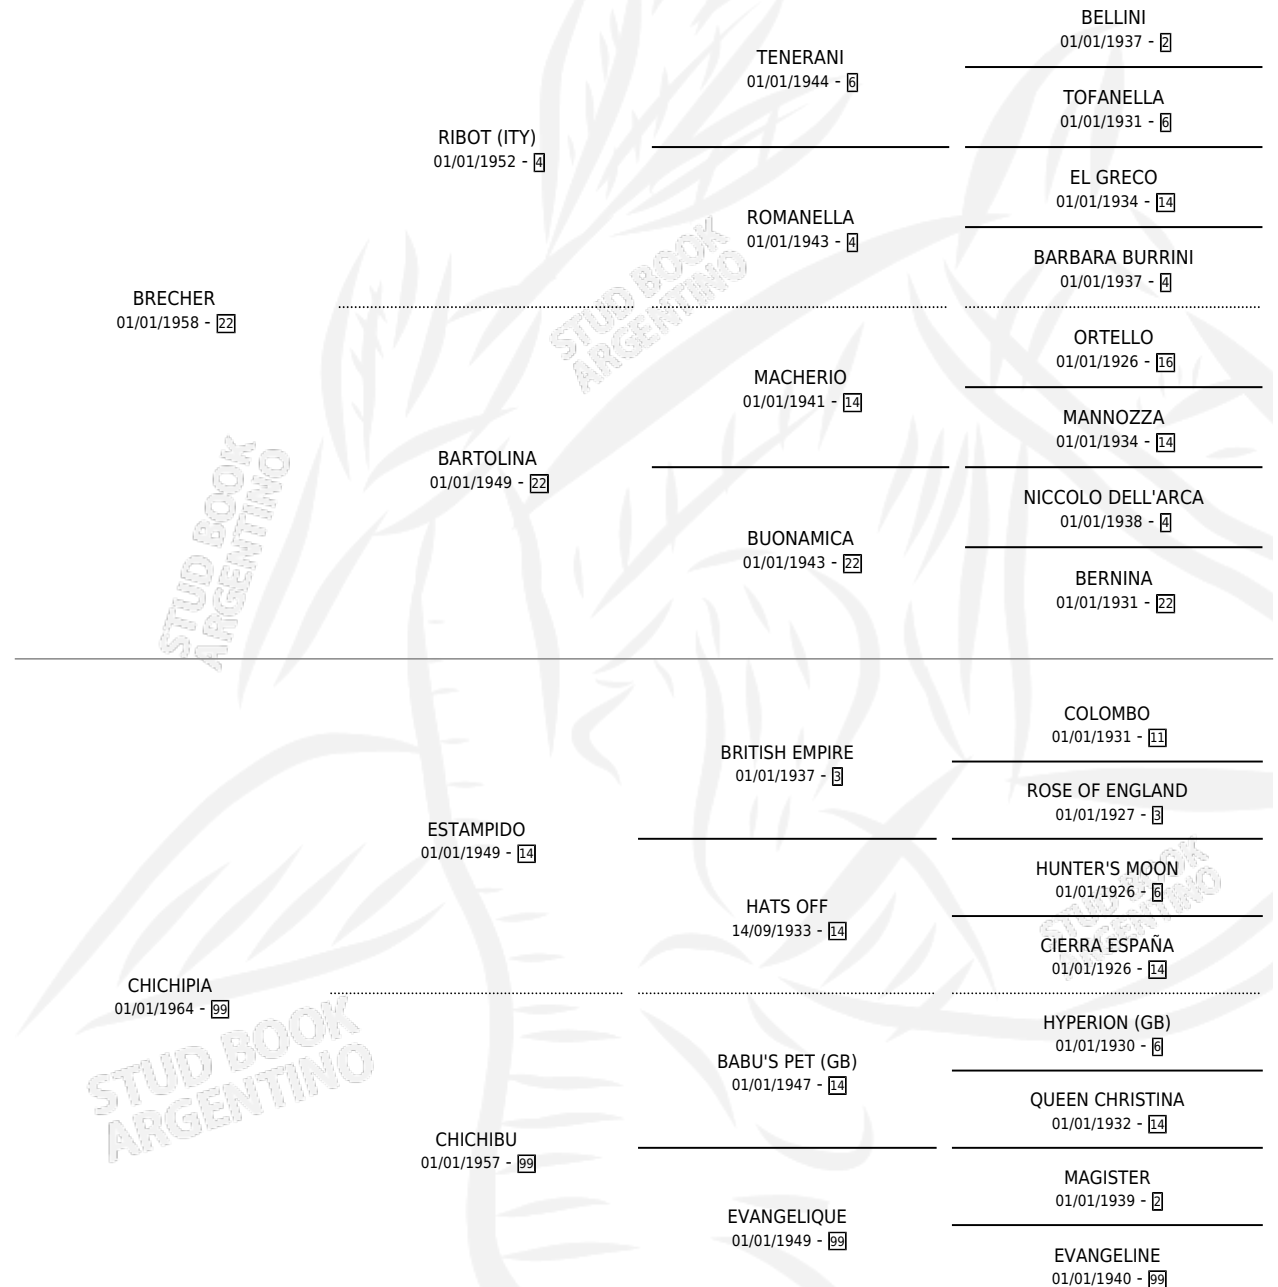 BELLINI
01/01/1937 - 2
TENERANI
01/01/1944 - 6
TOFANELLA
01/01/1931 - 6
RIBOT (ITY)
01/01/1952 - 4
EL GRECO
01/01/1934 - 14
ROMANELLA
01/01/1943 - 4
BARBARA BURRINI
01/01/1937 - 4
BRECHER
01/01/1958 - 22
STUD BOOK
ARGENTINO
ORTELLO
01/01/1926 - 16
MACHERIO
01/01/1941 - 14
MANNOZZA
01/01/1934 - 14
BARTOLINA
01/01/1949 - 22
NICCOLO DELL'ARCA
01/01/1938 - 4
BUONAMICA
01/01/1943 - 22
BERNINA
01/01/1931 - 22
STUD BOOK
ARGENTINO
COLOMBO
01/01/1931 - 11
BRITISH EMPIRE
01/01/1937 - 3
ROSE OF ENGLAND
01/01/1927 - 3
ESTAMPIDO
01/01/1949 - 14
HUNTER'S MOON
01/01/1926 - 6
HATS OFF
14/09/1933 - 14
STUD BOOK
ARGENTINO
CIERRA ESPAÑA
01/01/1926 - 14
CHICHIPIA
01/01/1964 - 99
HYPERION (GB)
01/01/1930 - 6
BABU'S PET (GB)
01/01/1947 - 14
STUD BOOK
ARGENTINO
QUEEN CHRISTINA
01/01/1932 - 14
CHICHIBU
01/01/1957 - 99
MAGISTER
01/01/1939 - 2
EVANGELIQUE
01/01/1949 - 99
EVANGELINE
01/01/1940 - 99